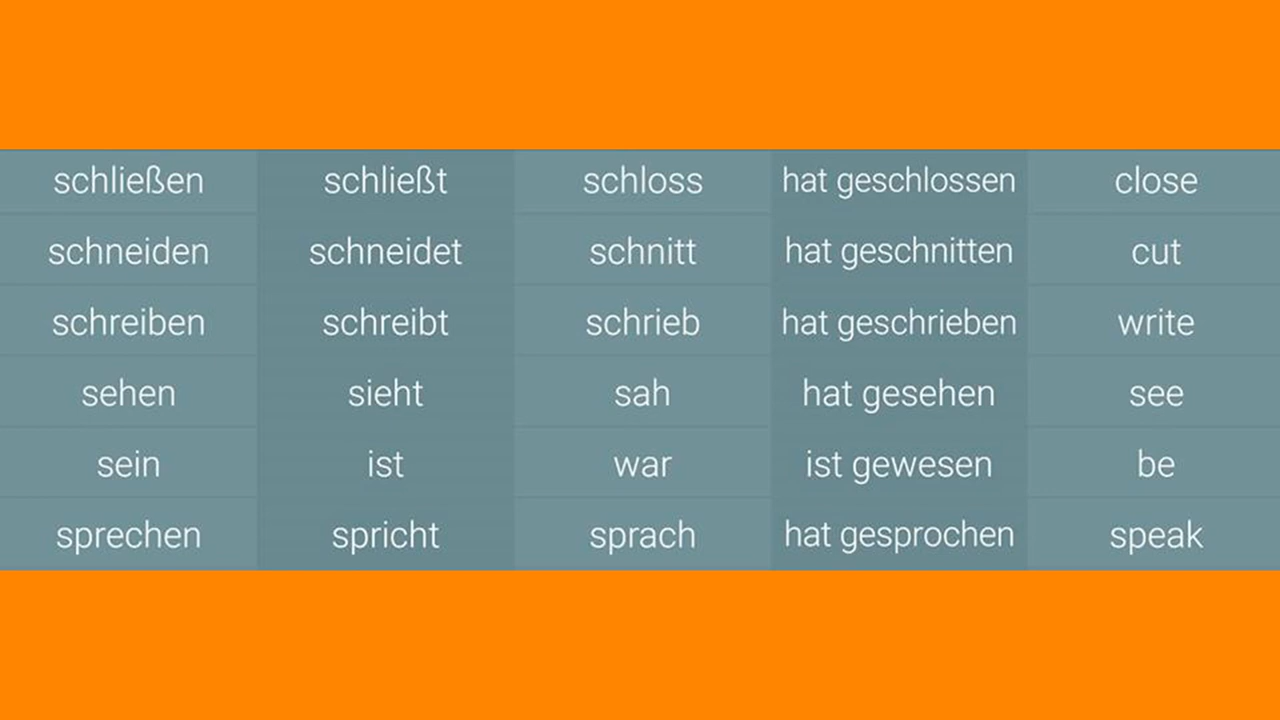 schließen schließt schloss hat geschlossen close
schneiden schneidet schnitt hat geschnitten cut
schreiben schreibt schrieb hat geschrieben write
sehen sieht sah hat gesehen see
sein ist war ist gewesen be
sprechen spricht sprach hat gesprochen speak